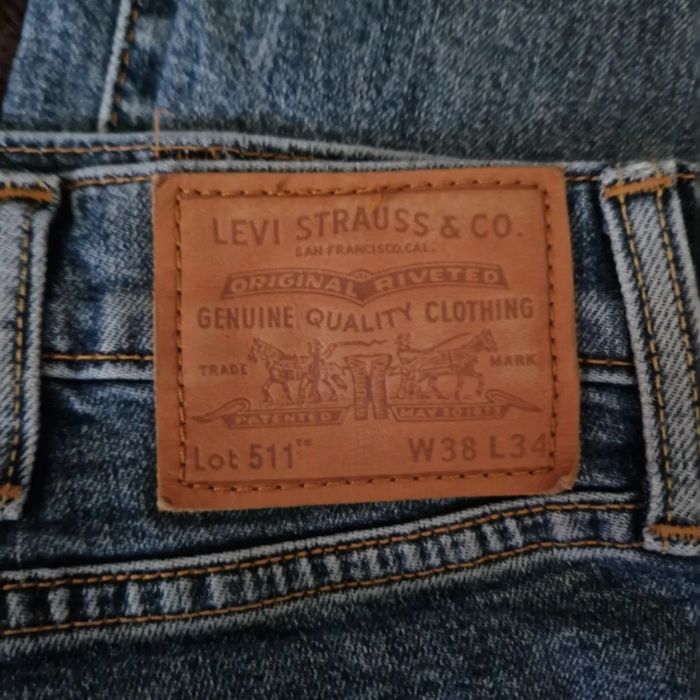 LEVI STRAUSS & CO.
SAN FRANCISCO, CAL.
ORIGINAL RIVETED
GENUINE QUALITY CLOTHING
TRADE MARK
PATENTED MAY 20 1873
Lot 511™ W38 L34